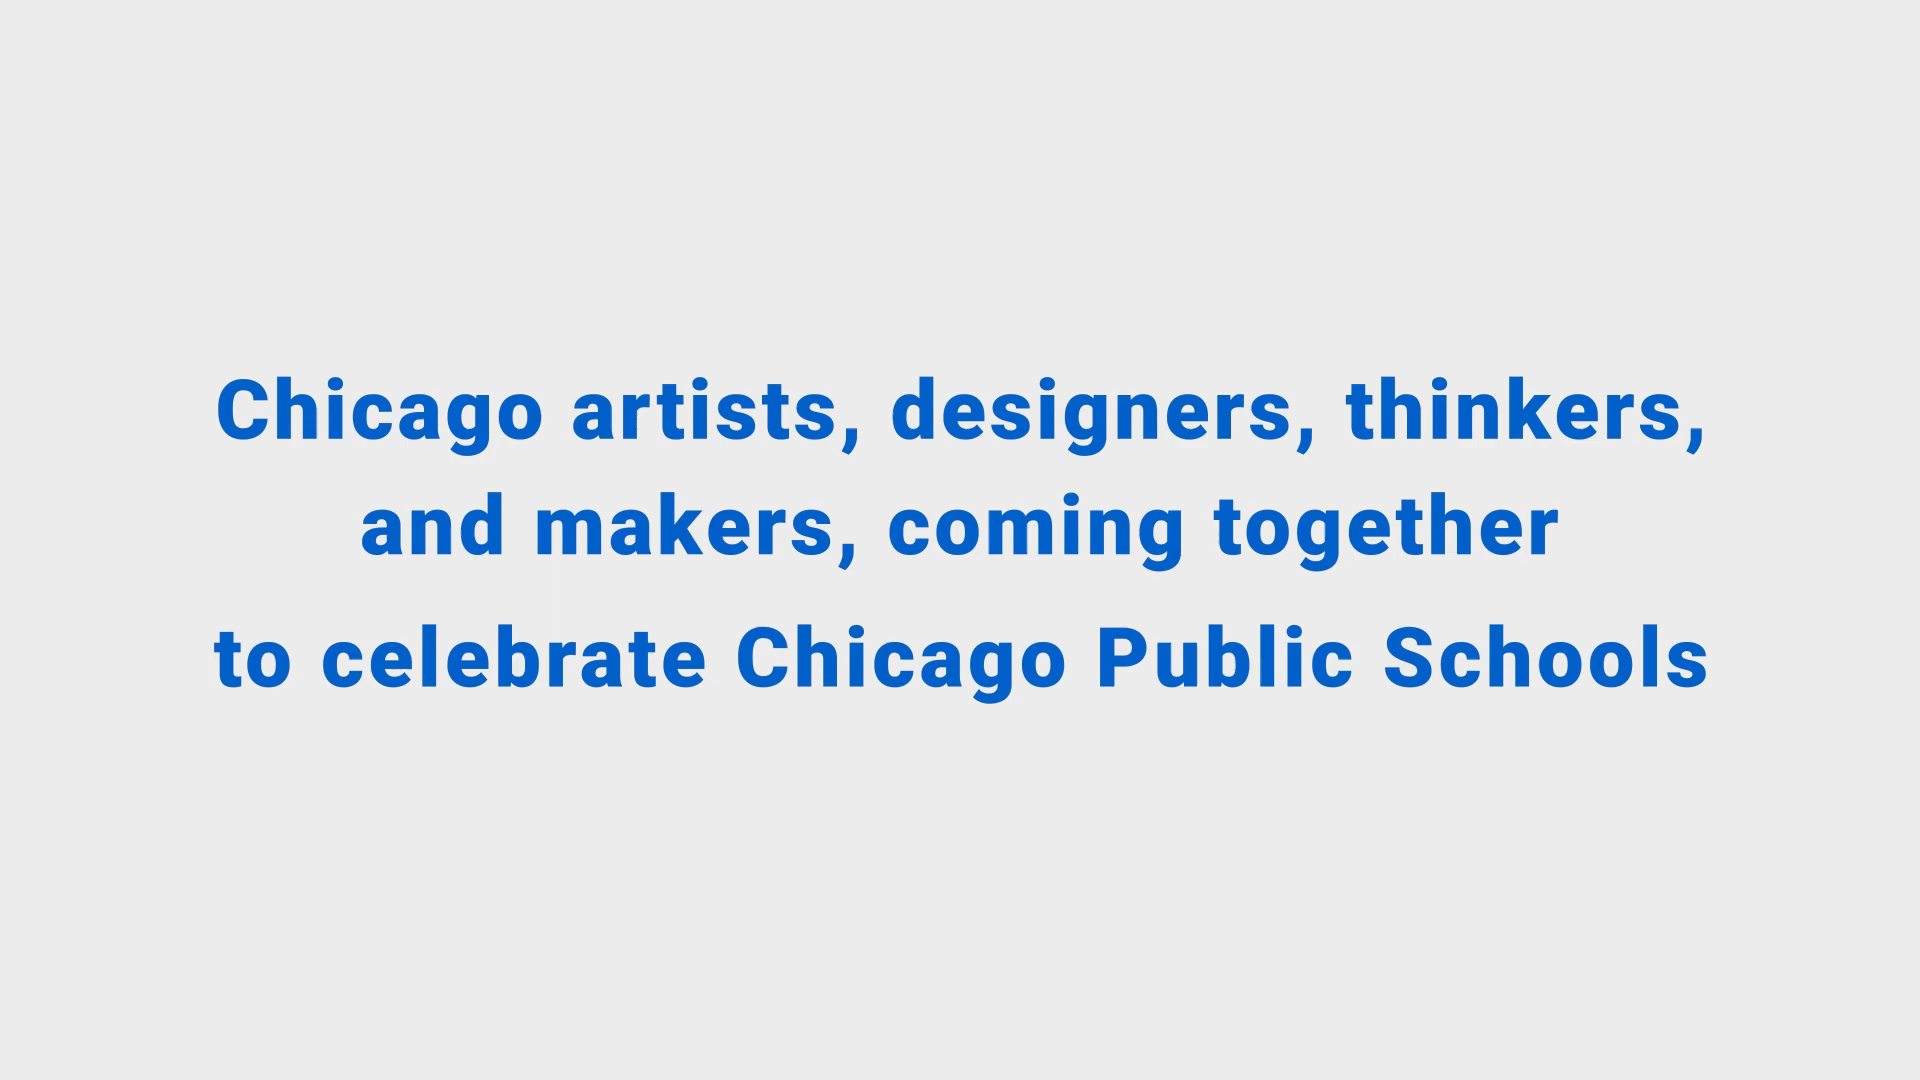 Chicago artists, designers, thinkers,
and makers, coming together
to celebrate Chicago Public Schools